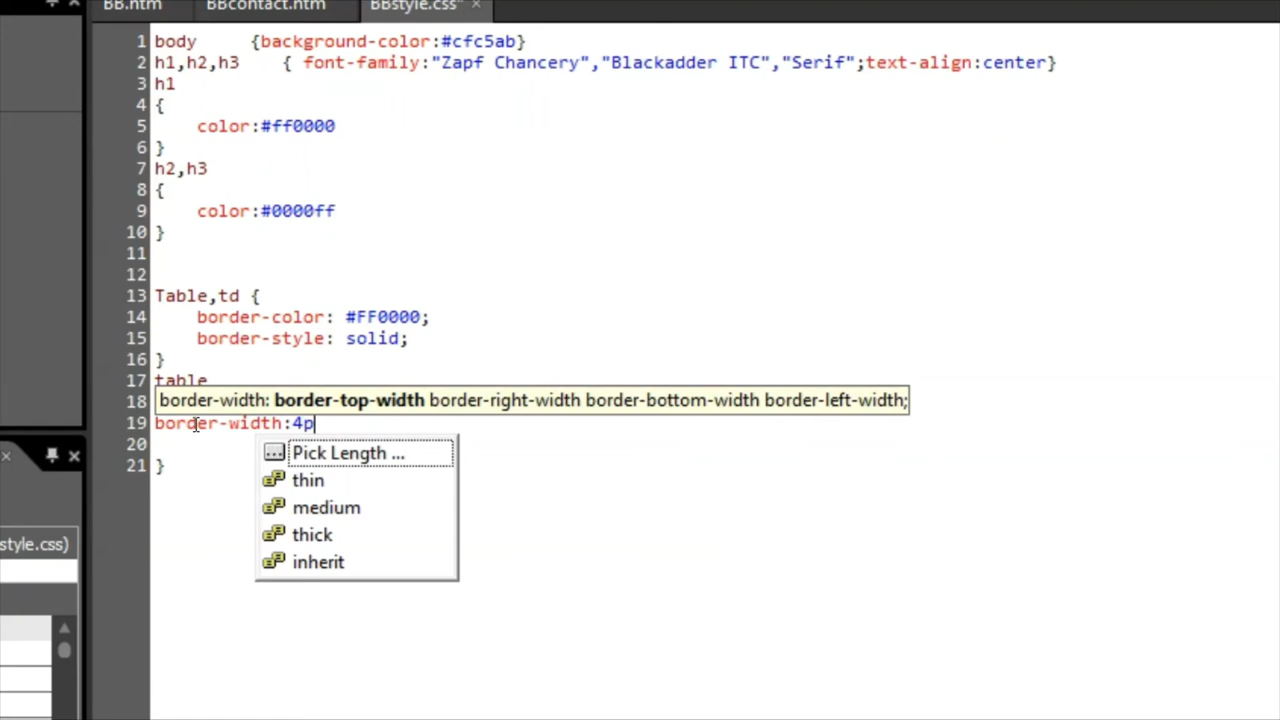 BB.htm BBcontact.htm BBstyle.css* ×
1 body {background-color:#cfc5ab}
2 h1,h2,h3 { font-family:"Zapf Chancery","Blackadder ITC","Serif";text-align:center}
3 h1
4 {
5 color:#ff0000
6 }
7 h2,h3
8 {
9 color:#0000ff
10 }
11
12
13 Table,td {
14 border-color: #FF0000;
15 border-style: solid;
16 }
17 table
18 border-width: border-top-width border-right-width border-bottom-width border-left-width;
19 border-width:4p
20 Pick Length ...
21 }
thin
medium
thick
style.css)
inherit